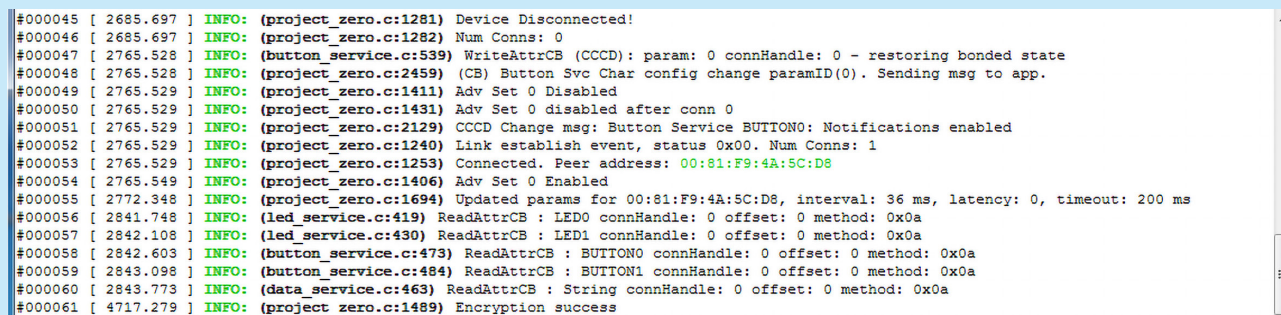 #000045 [ 2685.697 ] INFO: (project_zero.c:1281) Device Disconnected!
#000046 [ 2685.697 ] INFO: (project_zero.c:1282) Num Conns: 0
#000047 [ 2765.528 ] INFO: (button_service.c:539) WriteAttrCB (CCCD): param: 0 connHandle: 0 - restoring bonded state
#000048 [ 2765.528 ] INFO: (project_zero.c:2459) (CB) Button Svc Char config change paramID(0). Sending msg to app.
#000049 [ 2765.529 ] INFO: (project_zero.c:1411) Adv Set 0 Disabled
#000050 [ 2765.529 ] INFO: (project_zero.c:1431) Adv Set 0 disabled after conn 0
#000051 [ 2765.529 ] INFO: (project_zero.c:2129) CCCD Change msg: Button Service BUTTON0: Notifications enabled
#000052 [ 2765.529 ] INFO: (project_zero.c:1240) Link establish event, status 0x00. Num Conns: 1
#000053 [ 2765.529 ] INFO: (project_zero.c:1253) Connected. Peer address: 00:81:F9:4A:5C:D8
#000054 [ 2765.549 ] INFO: (project_zero.c:1406) Adv Set 0 Enabled
#000055 [ 2772.348 ] INFO: (project_zero.c:1694) Updated params for 00:81:F9:4A:5C:D8, interval: 36 ms, latency: 0, timeout: 200 ms
#000056 [ 2841.748 ] INFO: (led_service.c:419) ReadAttrCB : LED0 connHandle: 0 offset: 0 method: 0x0a
#000057 [ 2842.108 ] INFO: (led_service.c:430) ReadAttrCB : LED1 connHandle: 0 offset: 0 method: 0x0a
#000058 [ 2842.603 ] INFO: (button_service.c:473) ReadAttrCB : BUTTON0 connHandle: 0 offset: 0 method: 0x0a
#000059 [ 2843.098 ] INFO: (button_service.c:484) ReadAttrCB : BUTTON1 connHandle: 0 offset: 0 method: 0x0a
#000060 [ 2843.773 ] INFO: (data_service.c:463) ReadAttrCB : String connHandle: 0 offset: 0 method: 0x0a
#000061 [ 4717.279 ] INFO: (project_zero.c:1489) Encryption success